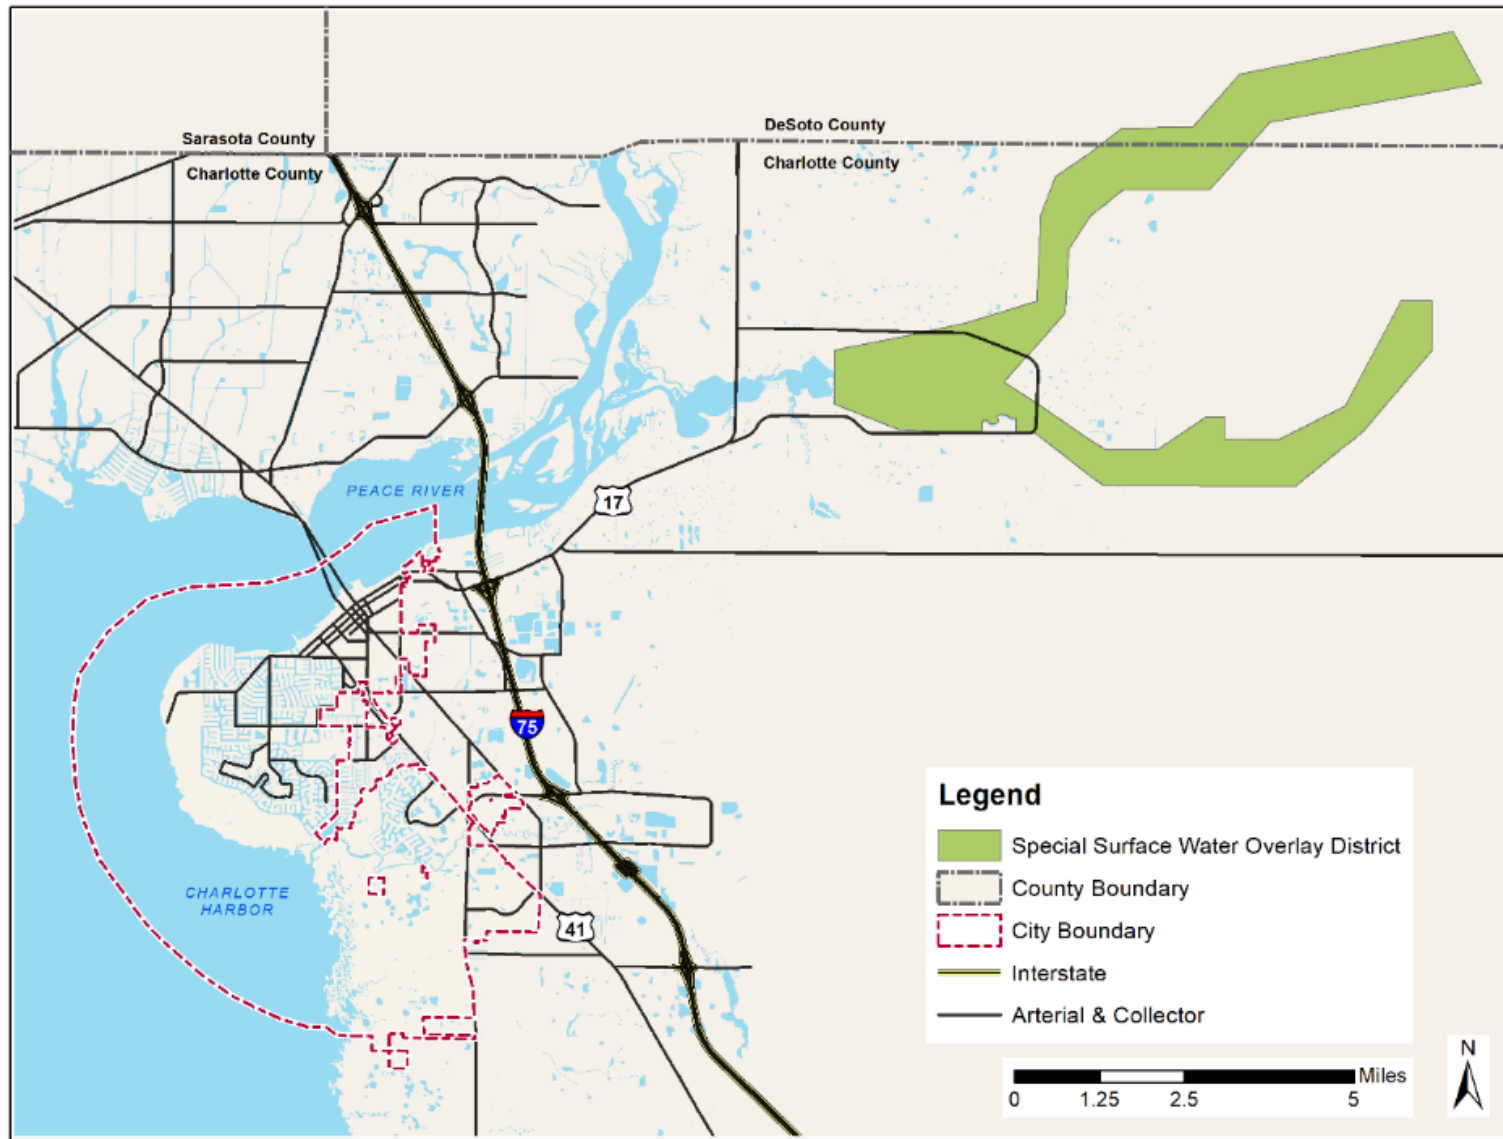 DeSoto County
Sarasota County
Charlotte County
Charlotte County
PEACE RIVER
17
75
CHARLOTTE
HARBOR
41
Legend
Special Surface Water Overlay District
County Boundary
City Boundary
Interstate
Arterial & Collector
N
Miles
0 1.25 2.5 5